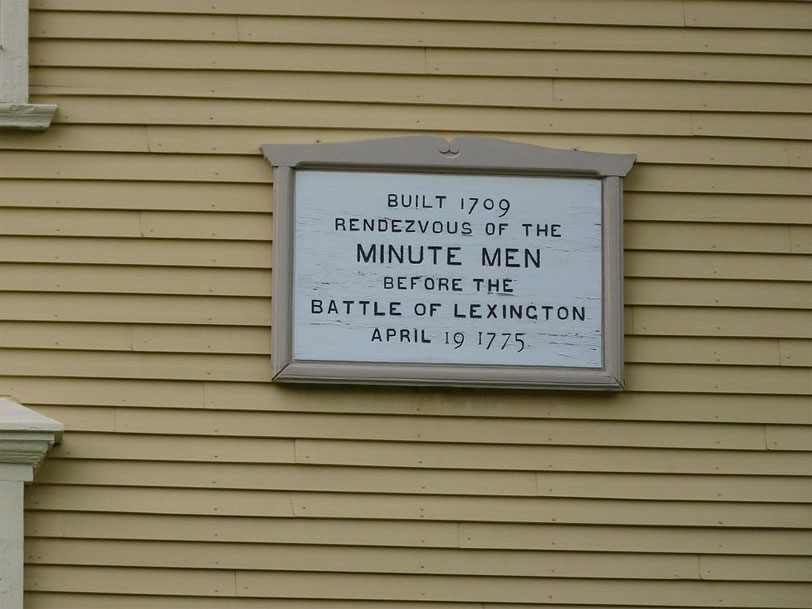 BUILT 1709
RENDEZVOUS OF THE
MINUTE MEN
BEFORE THE
BATTLE OF LEXINGTON
APRIL 19 1775